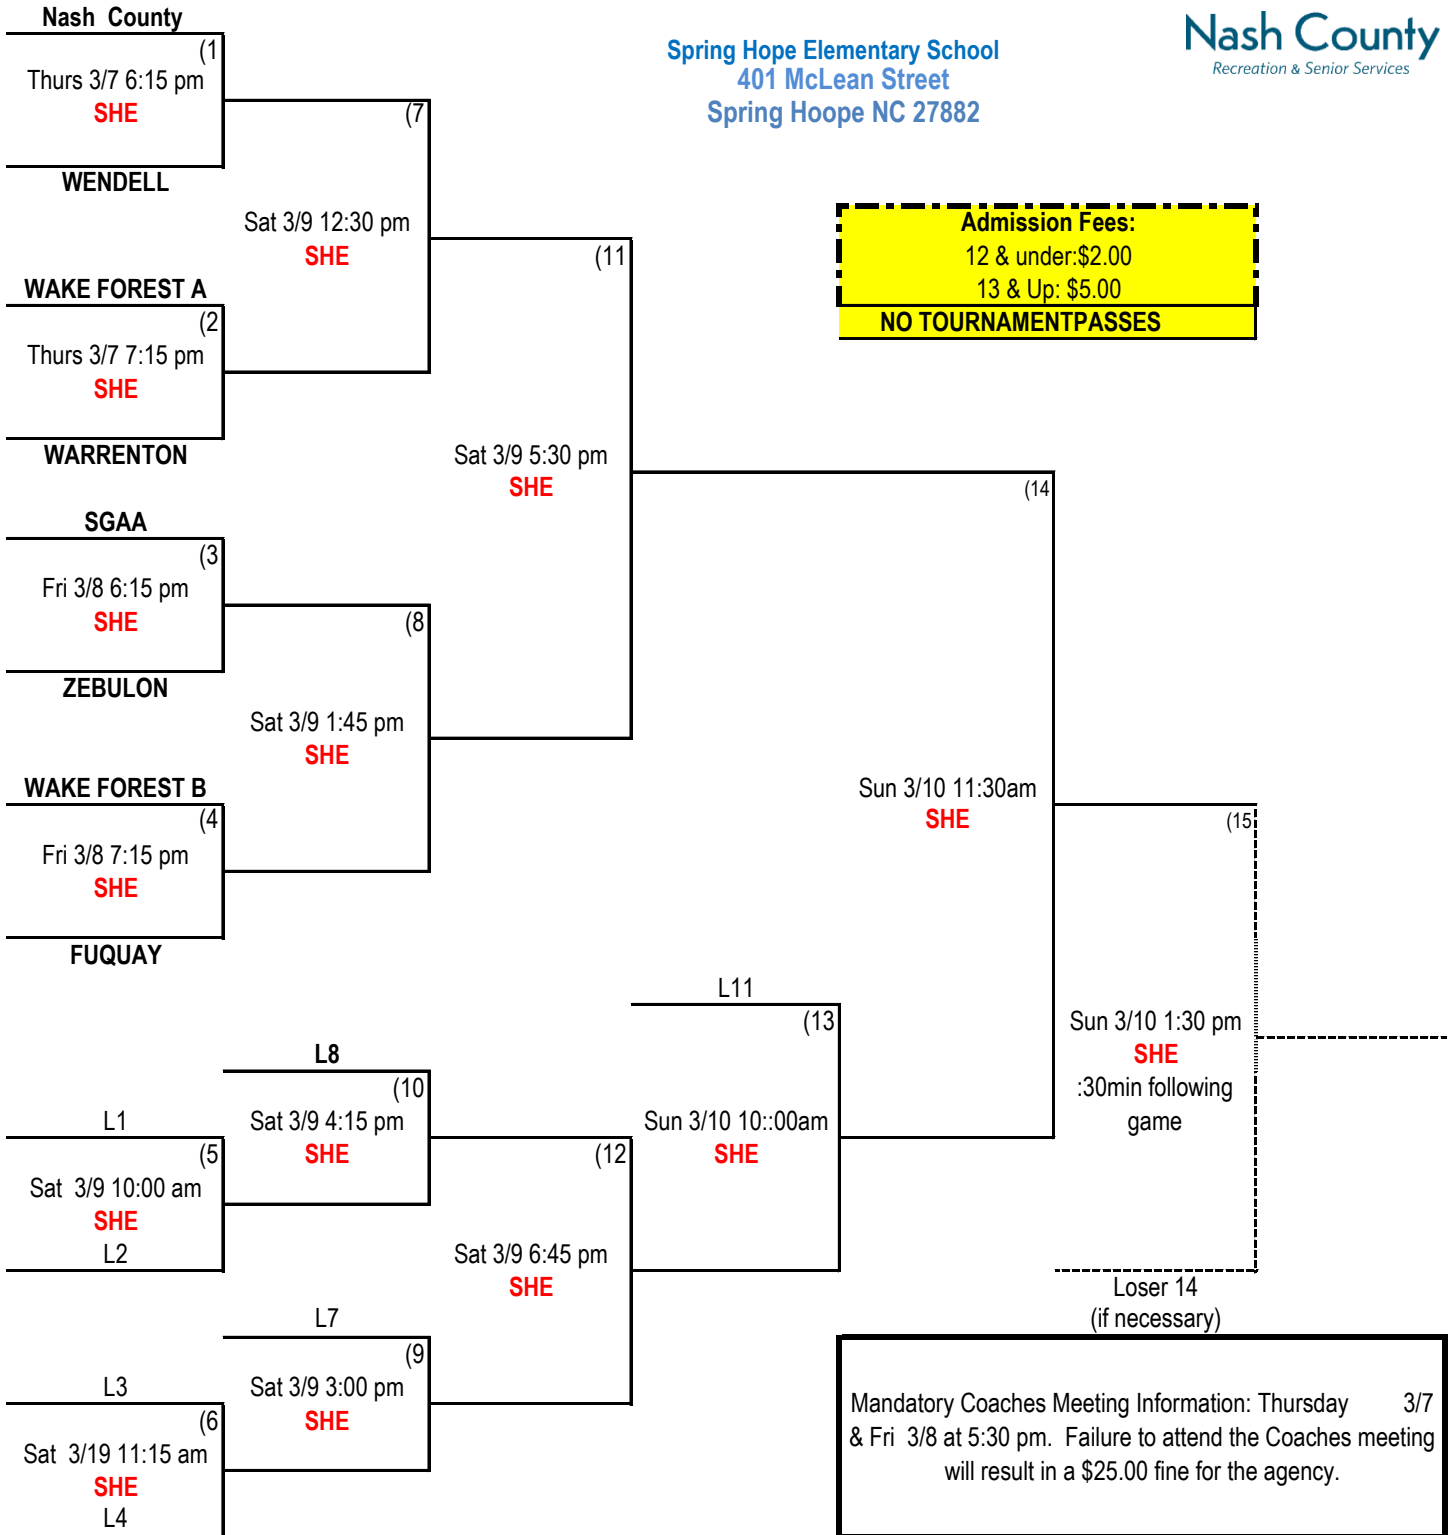 Nash  County
(1
Thurs 3/7 6:15 pm
SHE
WENDELL
Spring Hope Elementary School
401 McLean Street
Spring Hoope NC 27882
Nash County
Recreation & Senior Services
(7
Sat 3/9 12:30 pm
SHE
Admission Fees:
12 & under:$2.00
13 & Up: $5.00
NO TOURNAMENTPASSES
(11
WAKE FOREST A
(2
Thurs 3/7 7:15 pm
SHE
WARRENTON
Sat 3/9 5:30 pm
SHE
(14
SGAA
(3
Fri 3/8 6:15 pm
SHE
ZEBULON
(8
Sat 3/9 1:45 pm
SHE
WAKE FOREST B
(4
Fri 3/8 7:15 pm
SHE
FUQUAY
Sun 3/10 11:30am
SHE
(15
L11
(13
Sun 3/10 10::00am
SHE
Sun 3/10 1:30 pm
SHE
:30min following
game
L8
(10
Sat 3/9 4:15 pm
SHE
L1
(5
Sat  3/9 10:00 am
SHE
L2
(12
Sat 3/9 6:45 pm
SHE
Loser 14
(if necessary)
L7
(9
Sat 3/9 3:00 pm
SHE
L3
(6
Sat  3/19 11:15 am
SHE
L4
Mandatory Coaches Meeting Information: Thursday 3/7
& Fri  3/8 at 5:30 pm.  Failure to attend the Coaches meeting
will result in a $25.00 fine for the agency.